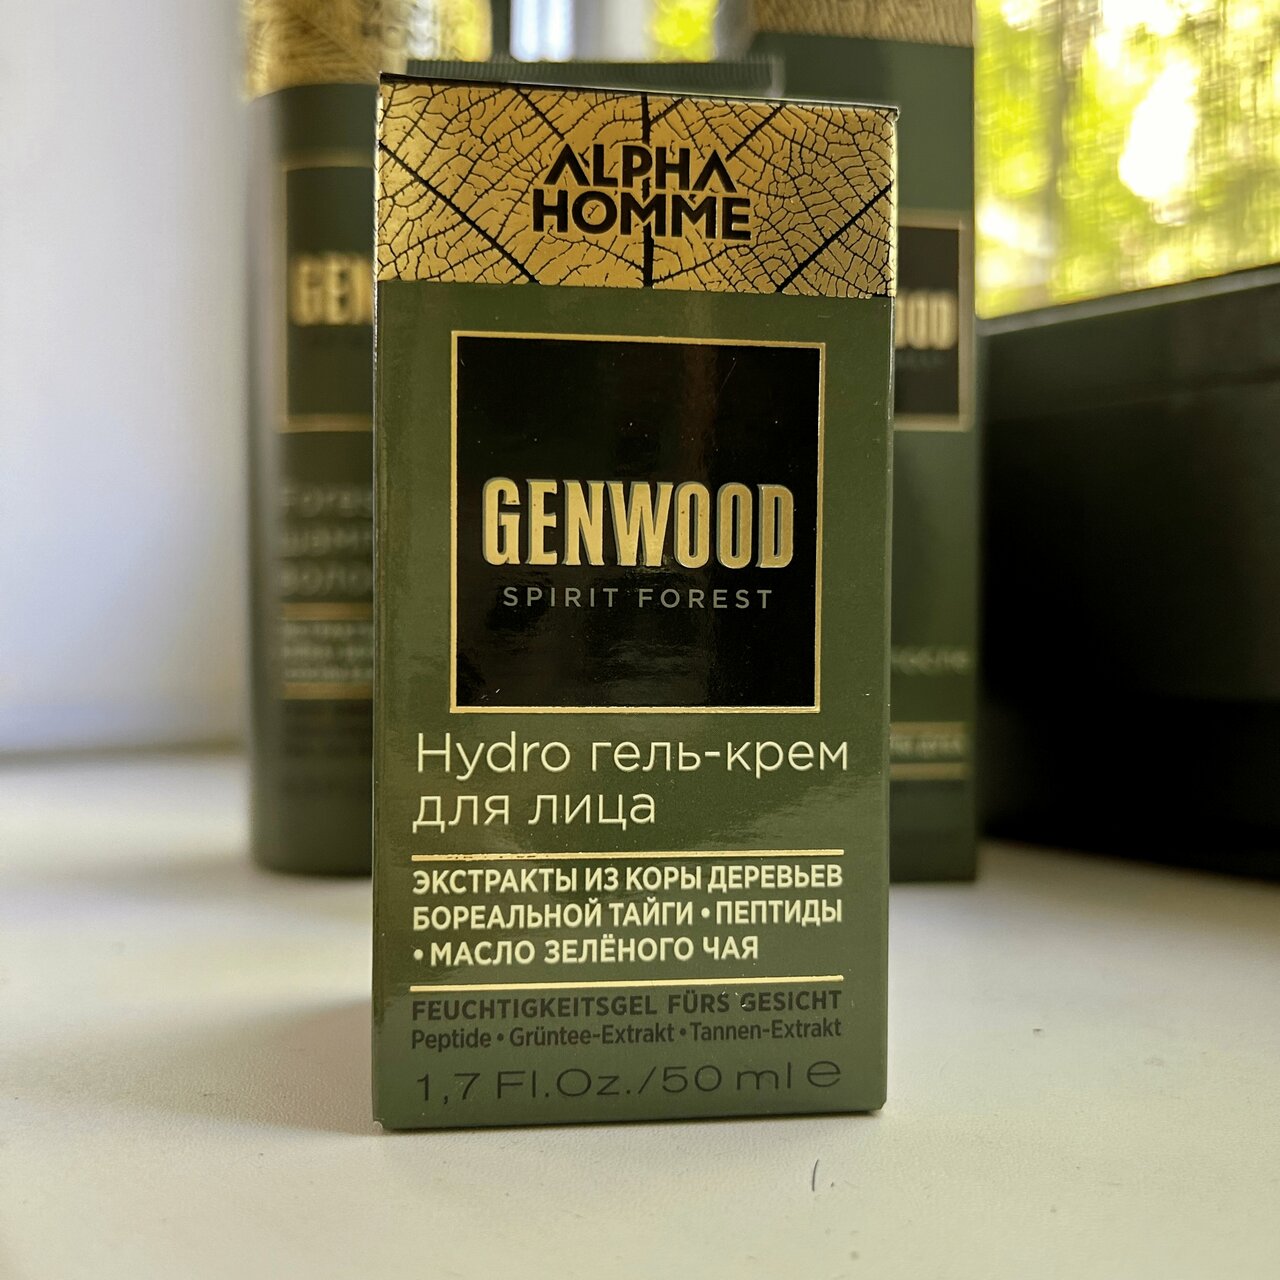 ALPHA
HOMME
GENWOOD
SPIRIT FOREST
Hydro гель-крем
для лица
ЭКСТРАКТЫ ИЗ КОРЫ ДЕРЕВЬЕВ
БОРЕАЛЬНОЙ ТАЙГИ • ПЕПТИДЫ
• МАСЛО ЗЕЛЁНОГО ЧАЯ
FEUCHTIGKEITSGEL FÜRS GESICHT
Peptide • Grüntee-Extrakt • Tannen-Extrakt
1,7 Fl.Oz./50 ml ℮